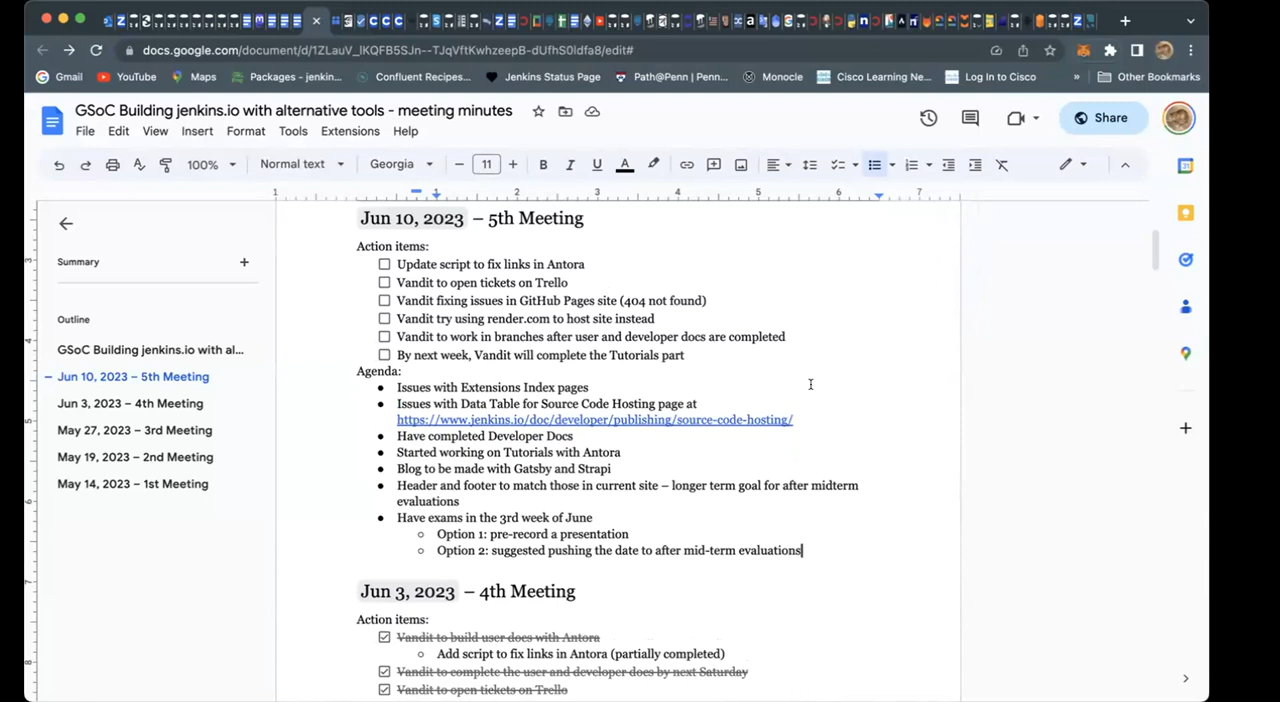 docs.google.com/document/d/1ZLauV_lKQFB5SJn--TJqVftKwhzeepB-dUfhS0ldfa8/edit#
Gmail YouTube Maps Packages - jenkin... Confluent Recipes... Jenkins Status Page Path@Penn | Penn... Monocle Cisco Learning Ne... Log In to Cisco » Other Bookmarks
GSoC Building jenkins.io with alternative tools - meeting minutes
File Edit View Insert Format Tools Extensions Help
Share
100% Normal text Georgia − 11 + B I U A
1 1 2 3 4 5 6 7
Summary
Outline
GSoC Building jenkins.io with al...
Jun 10, 2023 – 5th Meeting
Jun 3, 2023 – 4th Meeting
May 27, 2023 – 3rd Meeting
May 19, 2023 – 2nd Meeting
May 14, 2023 – 1st Meeting
Jun 10, 2023 – 5th Meeting
Action items:
Update script to fix links in Antora
Vandit to open tickets on Trello
Vandit fixing issues in GitHub Pages site (404 not found)
Vandit try using render.com to host site instead
Vandit to work in branches after user and developer docs are completed
By next week, Vandit will complete the Tutorials part
Agenda:
● Issues with Extensions Index pages
● Issues with Data Table for Source Code Hosting page at
https://www.jenkins.io/doc/developer/publishing/source-code-hosting/
● Have completed Developer Docs
● Started working on Tutorials with Antora
● Blog to be made with Gatsby and Strapi
● Header and footer to match those in current site – longer term goal for after midterm
evaluations
● Have exams in the 3rd week of June
○ Option 1: pre-record a presentation
○ Option 2: suggested pushing the date to after mid-term evaluations
Jun 3, 2023 – 4th Meeting
Action items:
Vandit to build user docs with Antora
○ Add script to fix links in Antora (partially completed)
Vandit to complete the user and developer docs by next Saturday
Vandit to open tickets on Trello